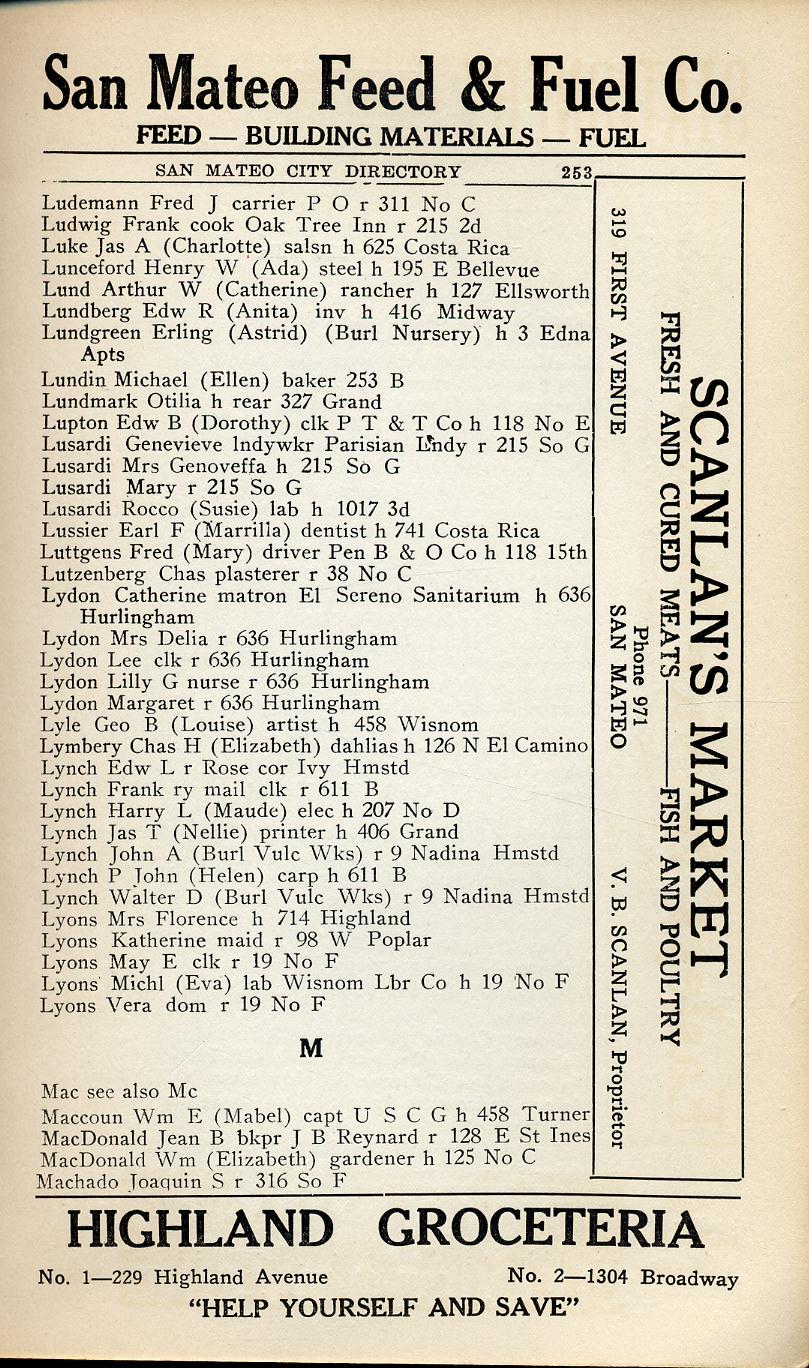 San Mateo Feed & Fuel Co.
FEED — BUILDING MATERIALS — FUEL
SAN MATEO CITY DIRECTORY 253
Ludemann Fred J carrier P O r 311 No C
Ludwig Frank cook Oak Tree Inn r 215 2d
Luke Jas A (Charlotte) salsn h 625 Costa Rica
Lunceford Henry W (Ada) steel h 195 E Bellevue
Lund Arthur W (Catherine) rancher h 127 Ellsworth
Lundberg Edw R (Anita) inv h 416 Midway
Lundgreen Erling (Astrid) (Burl Nursery) h 3 Edna
Apts
Lundin Michael (Ellen) baker 253 B
Lundmark Otilia h rear 327 Grand
Lupton Edw B (Dorothy) clk P T & T Co h 118 No E
Lusardi Genevieve lndywkr Parisian Lndy r 215 So G
Lusardi Mrs Genoveffa h 215 So G
Lusardi Mary r 215 So G
Lusardi Rocco (Susie) lab h 1017 3d
Lussier Earl F (Marrilla) dentist h 741 Costa Rica
Luttgens Fred (Mary) driver Pen B & O Co h 118 15th
Lutzenberg Chas plasterer r 38 No C
Lydon Catherine matron El Sereno Sanitarium h 636
Hurlingham
Lydon Mrs Delia r 636 Hurlingham
Lydon Lee clk r 636 Hurlingham
Lydon Lilly G nurse r 636 Hurlingham
Lydon Margaret r 636 Hurlingham
Lyle Geo B (Louise) artist h 458 Wisnom
Lymbery Chas H (Elizabeth) dahlias h 126 N El Camino
Lynch Edw L r Rose cor Ivy Hmstd
Lynch Frank ry mail clk r 611 B
Lynch Harry L (Maude) elec h 207 No D
Lynch Jas T (Nellie) printer h 406 Grand
Lynch John A (Burl Vulc Wks) r 9 Nadina Hmstd
Lynch P John (Helen) carp h 611 B
Lynch Walter D (Burl Vulc Wks) r 9 Nadina Hmstd
Lyons Mrs Florence h 714 Highland
Lyons Katherine maid r 98 W Poplar
Lyons May E clk r 19 No F
Lyons Michl (Eva) lab Wisnom Lbr Co h 19 No F
Lyons Vera dom r 19 No F
M
Mac see also Mc
Maccoun Wm E (Mabel) capt U S C G h 458 Turner
MacDonald Jean B bkpr J B Reynard r 128 E St Ines
MacDonald Wm (Elizabeth) gardener h 125 No C
Machado Joaquin S r 316 So F
SCANLAN'S MARKET
FRESH AND CURED MEATS——FISH AND POULTRY
Phone 971
319 FIRST AVENUE SAN MATEO V. B. SCANLAN, Proprietor
HIGHLAND GROCETERIA
No. 1—229 Highland Avenue No. 2—1304 Broadway
"HELP YOURSELF AND SAVE"